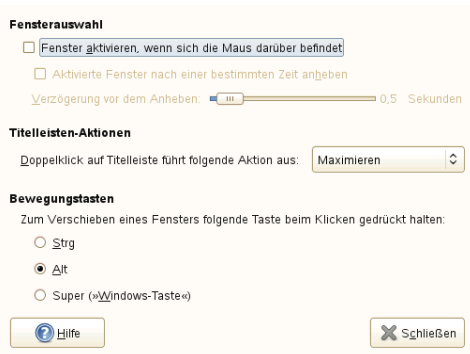 Fensterauswahl
Fenster aktivieren, wenn sich die Maus darüber befindet
Aktivierte Fenster nach einer bestimmten Zeit anheben
Verzögerung vor dem Anheben: 0,5 Sekunden
Titelleisten-Aktionen
Doppelklick auf Titelleiste führt folgende Aktion aus: Maximieren
Bewegungstasten
Zum Verschieben eines Fensters folgende Taste beim Klicken gedrückt halten:
Strg
Alt
Super (»Windows-Taste«)
Hilfe Schließen